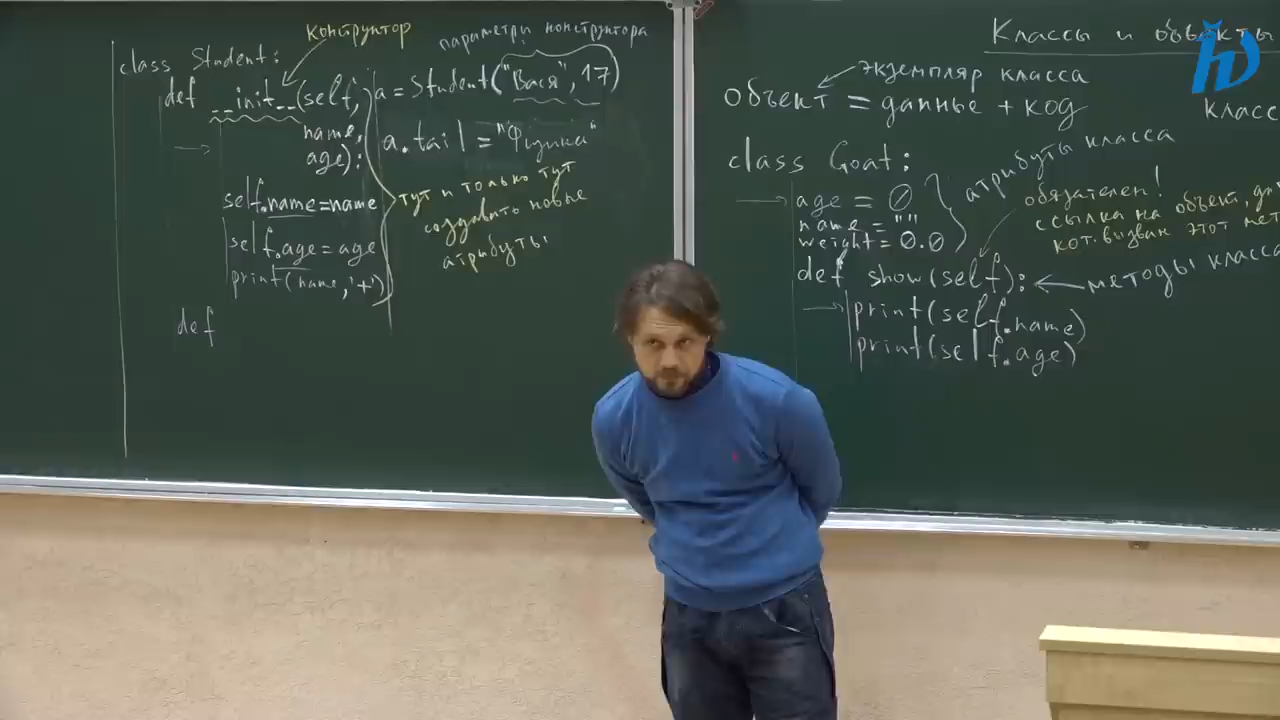 конструктор
параметры конструктора
class Student:
def __init__(self,
name,
age):
self.name=name
self.age=age
print(name,'+')
def
a = Student("Вася", 17)
a.tail = "Физика"
тут и только тут
создавать новые
атрибуты
Классы и объекты
экземпляр класса
объект = данные + код
класс
class Goat:
age = 0
name = ""
weight = 0.0
атрибуты класса
обязателен!
ссылка на объект, для
кот. вызван этот мет
def show(self):
методы класса
print(self.name)
print(self.age)